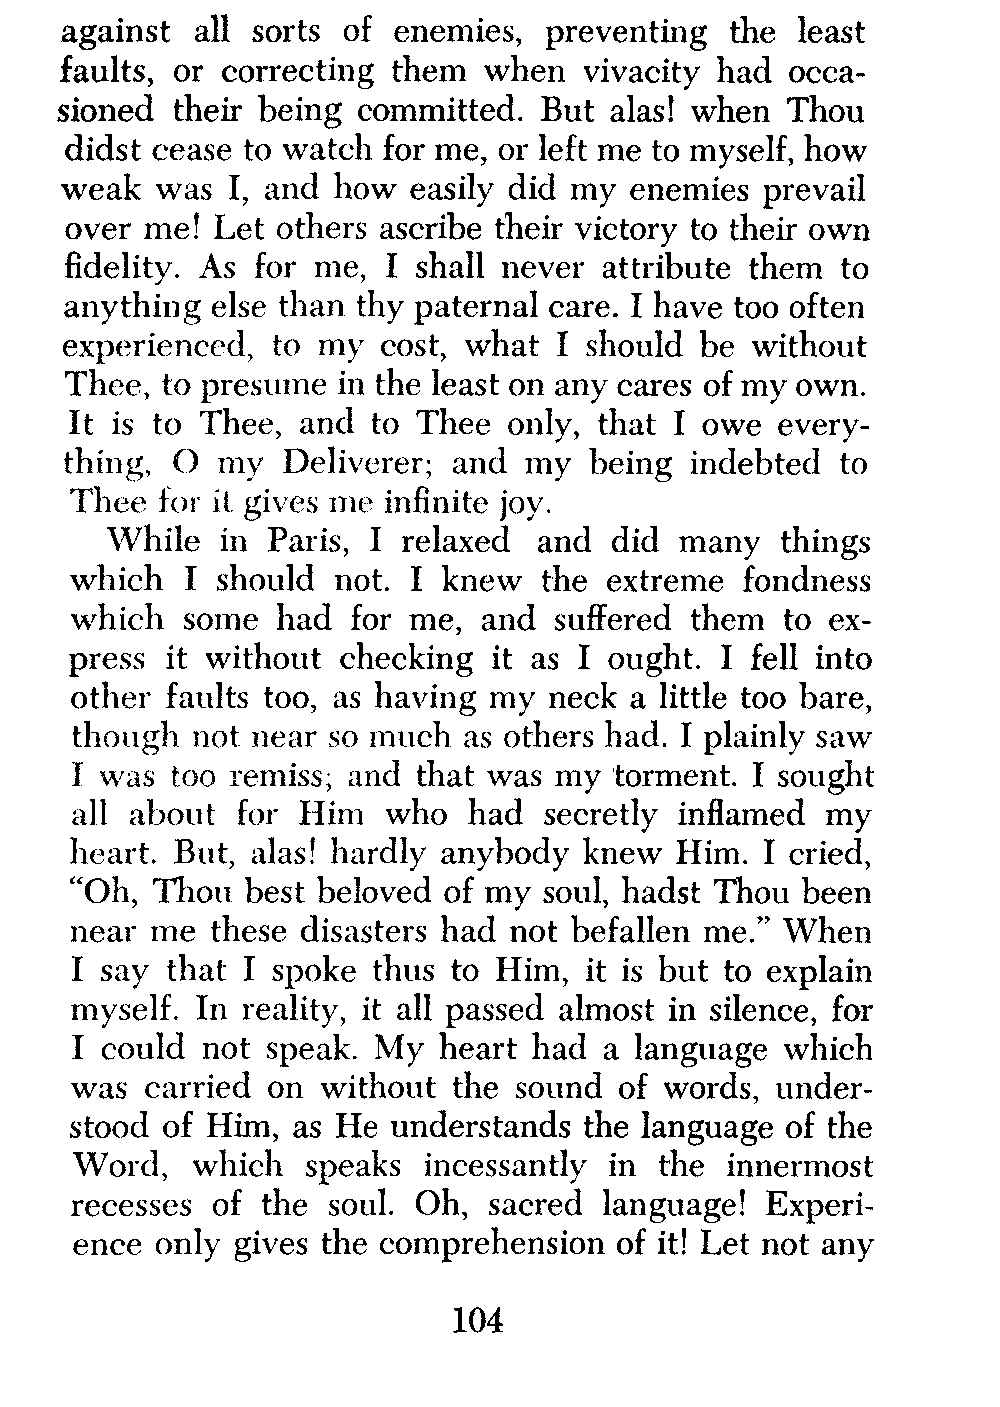 against all sorts of enemies, preventing the least
faults, or correcting them when vivacity had occa-
sioned their being committed. But alas! when Thou
didst cease to watch for me, or left me to myself, how
weak was I, and how easily did my enemies prevail
over me! Let others ascribe their victory to their own
fidelity. As for me, I shall never attribute them to
anything else than thy paternal care. I have too often
experienced, to my cost, what I should be without
Thee, to presume in the least on any cares of my own.
It is to Thee, and to Thee only, that I owe every-
thing, O my Deliverer; and my being indebted to
Thee for it gives me infinite joy.
While in Paris, I relaxed and did many things
which I should not. I knew the extreme fondness
which some had for me, and suffered them to ex-
press it without checking it as I ought. I fell into
other faults too, as having my neck a little too bare,
though not near so much as others had. I plainly saw
I was too remiss; and that was my torment. I sought
all about for Him who had secretly inflamed my
heart. But, alas! hardly anybody knew Him. I cried,
“Oh, Thou best beloved of my soul, hadst Thou been
near me these disasters had not befallen me.” When
I say that I spoke thus to Him, it is but to explain
myself. In reality, it all passed almost in silence, for
I could not speak. My heart had a language which
was carried on without the sound of words, under-
stood of Him, as He understands the language of the
Word, which speaks incessantly in the innermost
recesses of the soul. Oh, sacred language! Experi-
ence only gives the comprehension of it! Let not any
104